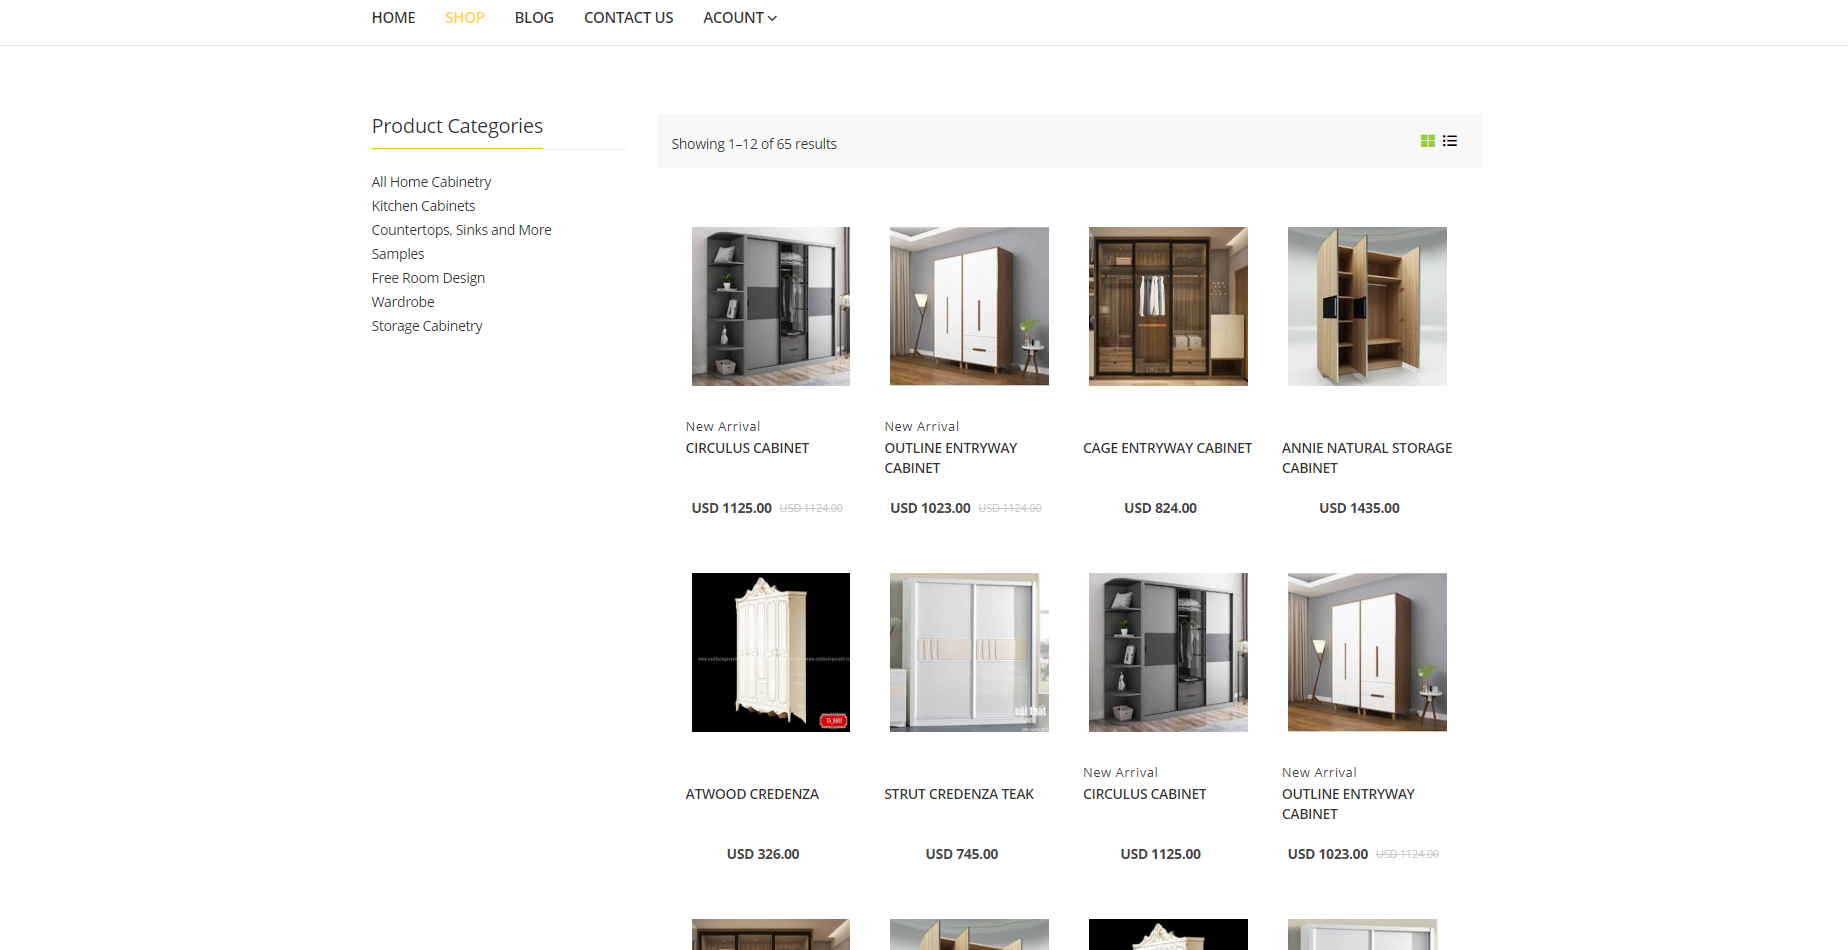 HOME SHOP BLOG CONTACT US ACOUNT
Product Categories
All Home Cabinetry
Kitchen Cabinets
Countertops, Sinks and More
Samples
Free Room Design
Wardrobe
Storage Cabinetry
Showing 1–12 of 65 results
New Arrival
CIRCULUS CABINET
USD 1125.00 USD 1124.00
New Arrival
OUTLINE ENTRYWAY
CABINET
USD 1023.00 USD 1124.00
CAGE ENTRYWAY CABINET
USD 824.00
ANNIE NATURAL STORAGE
CABINET
USD 1435.00
TA_8603
ATWOOD CREDENZA
USD 326.00
nội thất
STRUT CREDENZA TEAK
USD 745.00
New Arrival
CIRCULUS CABINET
USD 1125.00
New Arrival
OUTLINE ENTRYWAY
CABINET
USD 1023.00 USD 1124.00